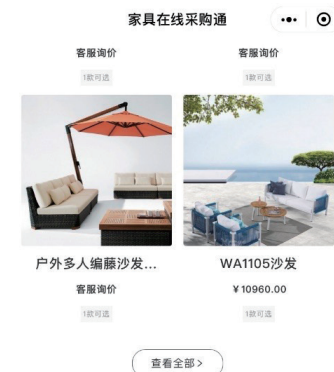 家具在线采购通
客服询价
客服询价
1款可选
1款可选
户外多人编藤沙发...
WA1105沙发
客服询价
¥10960.00
1款可选
1款可选
查看全部>